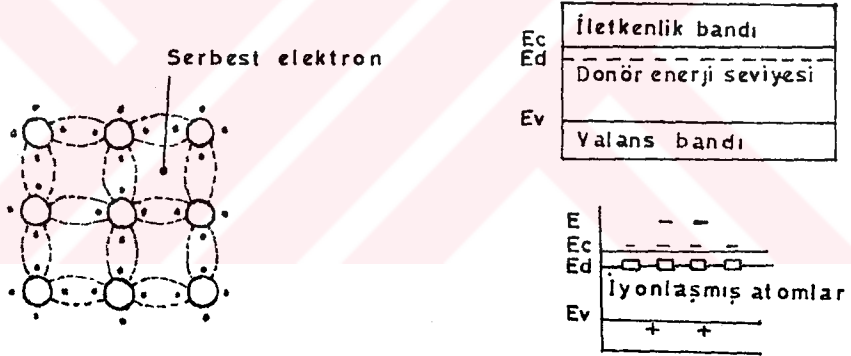 Serbest elektron
Ec
İletkenlik bandı
Ed
Donör enerji seviyesi
Ev
Valans bandı
E
Ec
Ed
İyonlaşmış atomlar
Ev